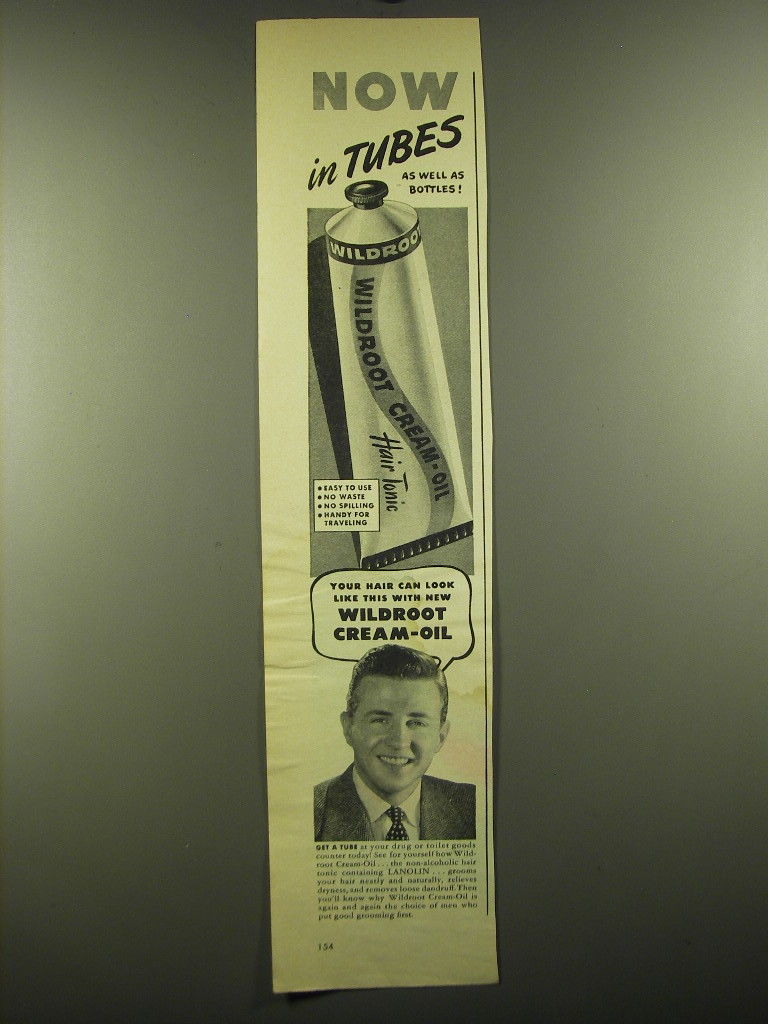 NOW
in TUBES
AS WELL AS
BOTTLES!
WILDROO
WILDROOT CREAM-OIL
Hair Tonic
• EASY TO USE
• NO WASTE
• NO SPILLING
• HANDY FOR
TRAVELING
YOUR HAIR CAN LOOK
LIKE THIS WITH NEW
WILDROOT
CREAM-OIL
GET A TUBE at your drug or toilet goods
counter today! See for yourself how Wild-
root Cream-Oil . . . the non-alcoholic hair
tonic containing LANOLIN . . . grooms
your hair neatly and naturally, relieves
dryness, and removes loose dandruff. Then
you'll know why Wildroot Cream-Oil is
again and again the choice of men who
put good grooming first.
154